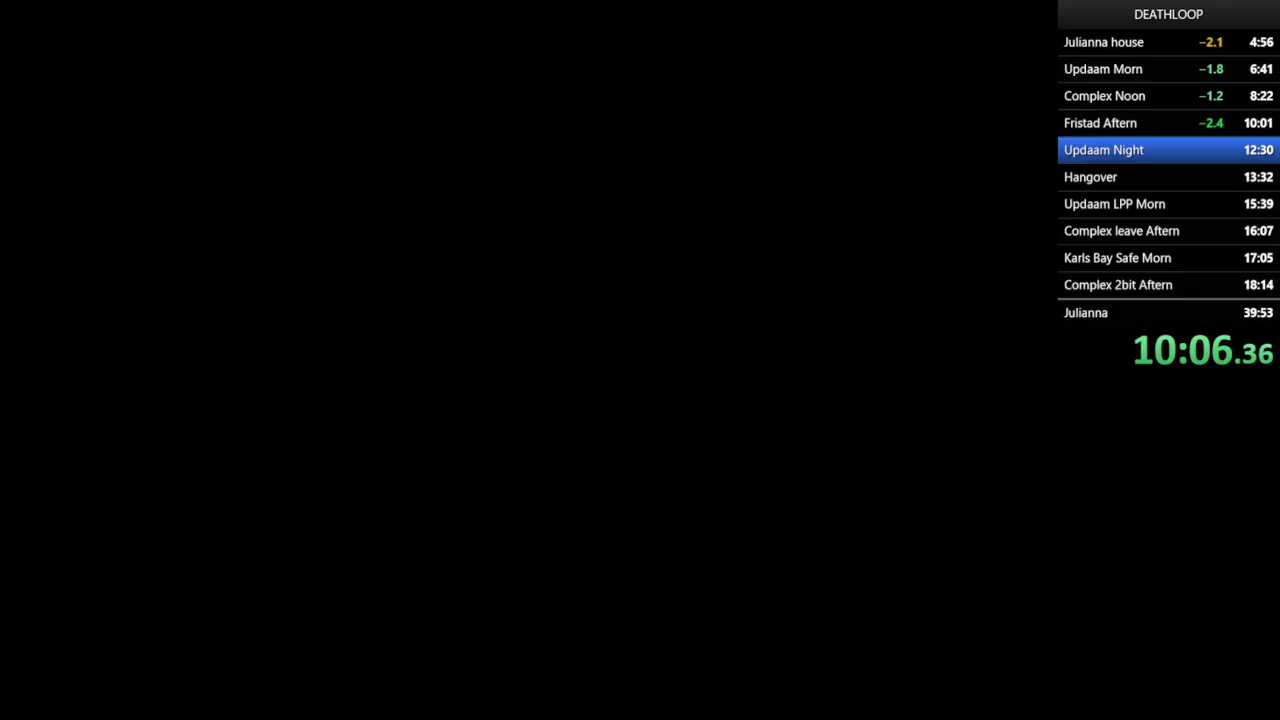 DEATHLOOP
Julianna house −2.1 4:56
Updaam Morn −1.8 6:41
Complex Noon −1.2 8:22
Fristad Aftern −2.4 10:01
Updaam Night 12:30
Hangover 13:32
Updaam LPP Morn 15:39
Complex leave Aftern 16:07
Karls Bay Safe Morn 17:05
Complex 2bit Aftern 18:14
Julianna 39:53
10:06.36